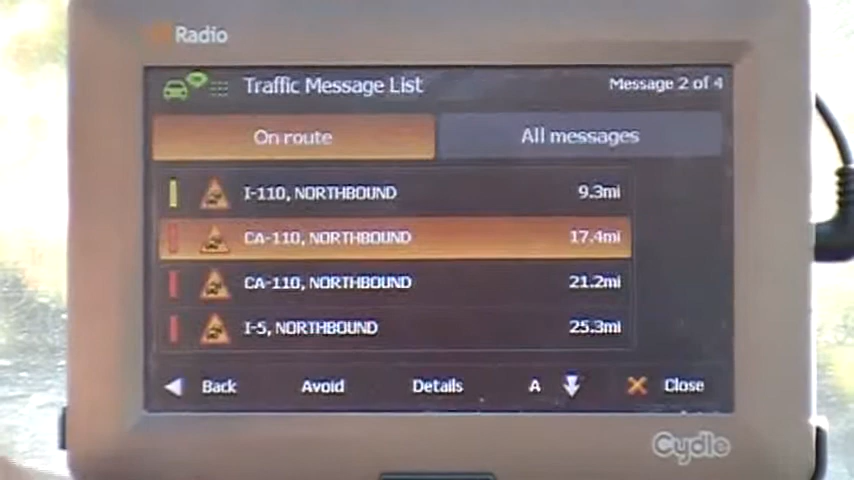 Radio
Traffic Message List
Message 2 of 4
On route
All messages
I-110, NORTHBOUND 9.3mi
CA-110, NORTHBOUND 17.4mi
CA-110, NORTHBOUND 21.2mi
I-5, NORTHBOUND 25.3mi
Back Avoid Details A Close
Cydle